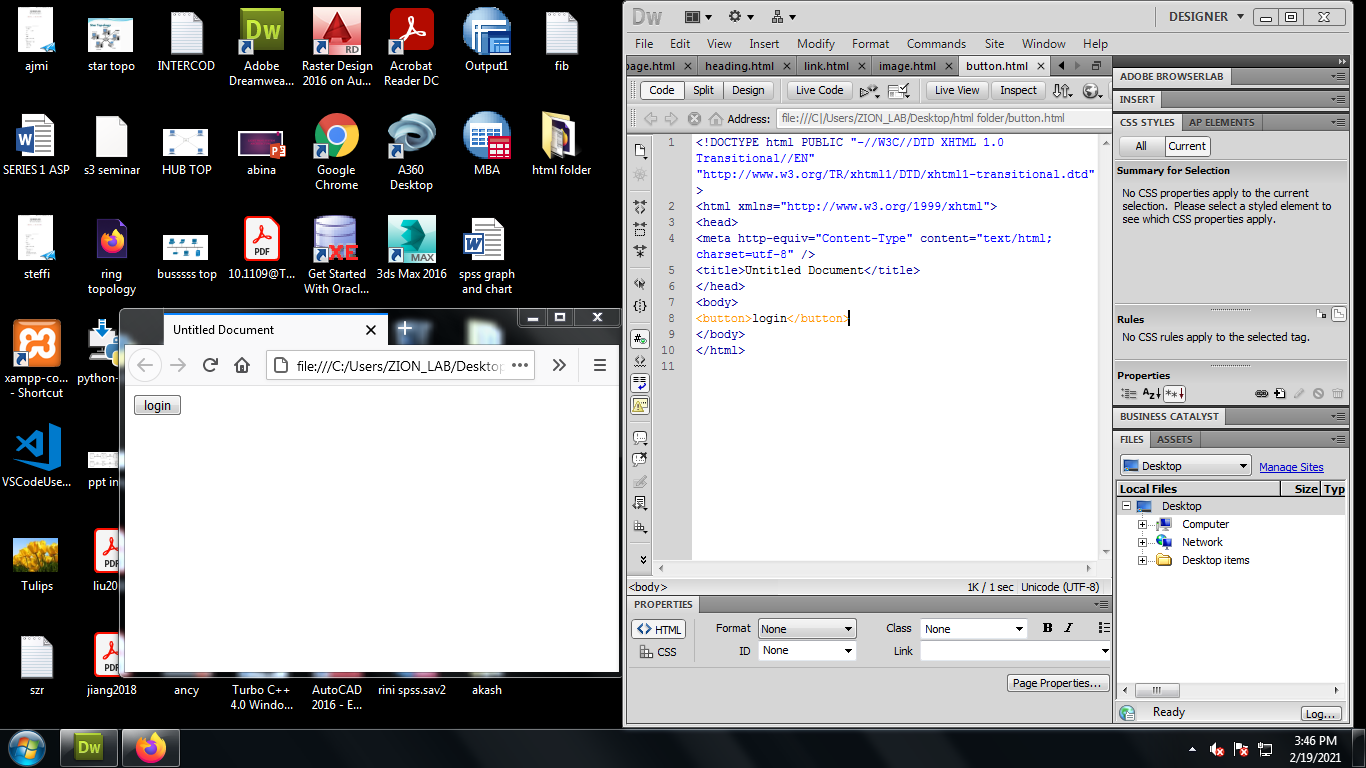 ajmi
star topo
INTERCOD
Adobe
Dreamwea...
Raster Design
2016 on Au...
Acrobat
Reader DC
Output1
fib
SERIES 1 ASP
s3 seminar
HUB TOP
abina
Google
Chrome
A360
Desktop
MBA
html folder
steffi
ring
topology
busssss top
10.1109@T...
Get Started
With Oracl...
3ds Max 2016
spss graph
and chart
xampp-co...
- Shortcut
python-
VSCodeUse...
ppt in
Tulips
liu20
szr
jiang2018
ancy
Turbo C++
4.0 Windo...
AutoCAD
2016 - E...
rini spss.sav2
akash
Untitled Document
file:///C:/Users/ZION_LAB/Desktop
login
Dw
DESIGNER
File Edit View Insert Modify Format Commands Site Window Help
page.html heading.html link.html image.html button.html
Code Split Design Live Code Live View Inspect
Address: file:///C|/Users/ZION_LAB/Desktop/html folder/button.html
1 <!DOCTYPE html PUBLIC "-//W3C//DTD XHTML 1.0
Transitional//EN"
"http://www.w3.org/TR/xhtml1/DTD/xhtml1-transitional.dtd"
>
2 <html xmlns="http://www.w3.org/1999/xhtml">
3 <head>
4 <meta http-equiv="Content-Type" content="text/html;
charset=utf-8" />
5 <title>Untitled Document</title>
6 </head>
7 <body>
8 <button>login</button>
9 </body>
10 </html>
11
<body>
1K / 1 sec Unicode (UTF-8)
PROPERTIES
<> HTML
Format None
Class None
B I
CSS
ID None
Link
Page Properties...
ADOBE BROWSERLAB
INSERT
CSS STYLES AP ELEMENTS
All Current
Summary for Selection
No CSS properties apply to the current
selection. Please select a styled element to
see which CSS properties apply.
Rules
No CSS rules apply to the selected tag.
Properties
BUSINESS CATALYST
FILES ASSETS
Desktop Manage Sites
Local Files Size Typ
Desktop
Computer
Network
Desktop items
Ready Log...
3:46 PM
2/19/2021